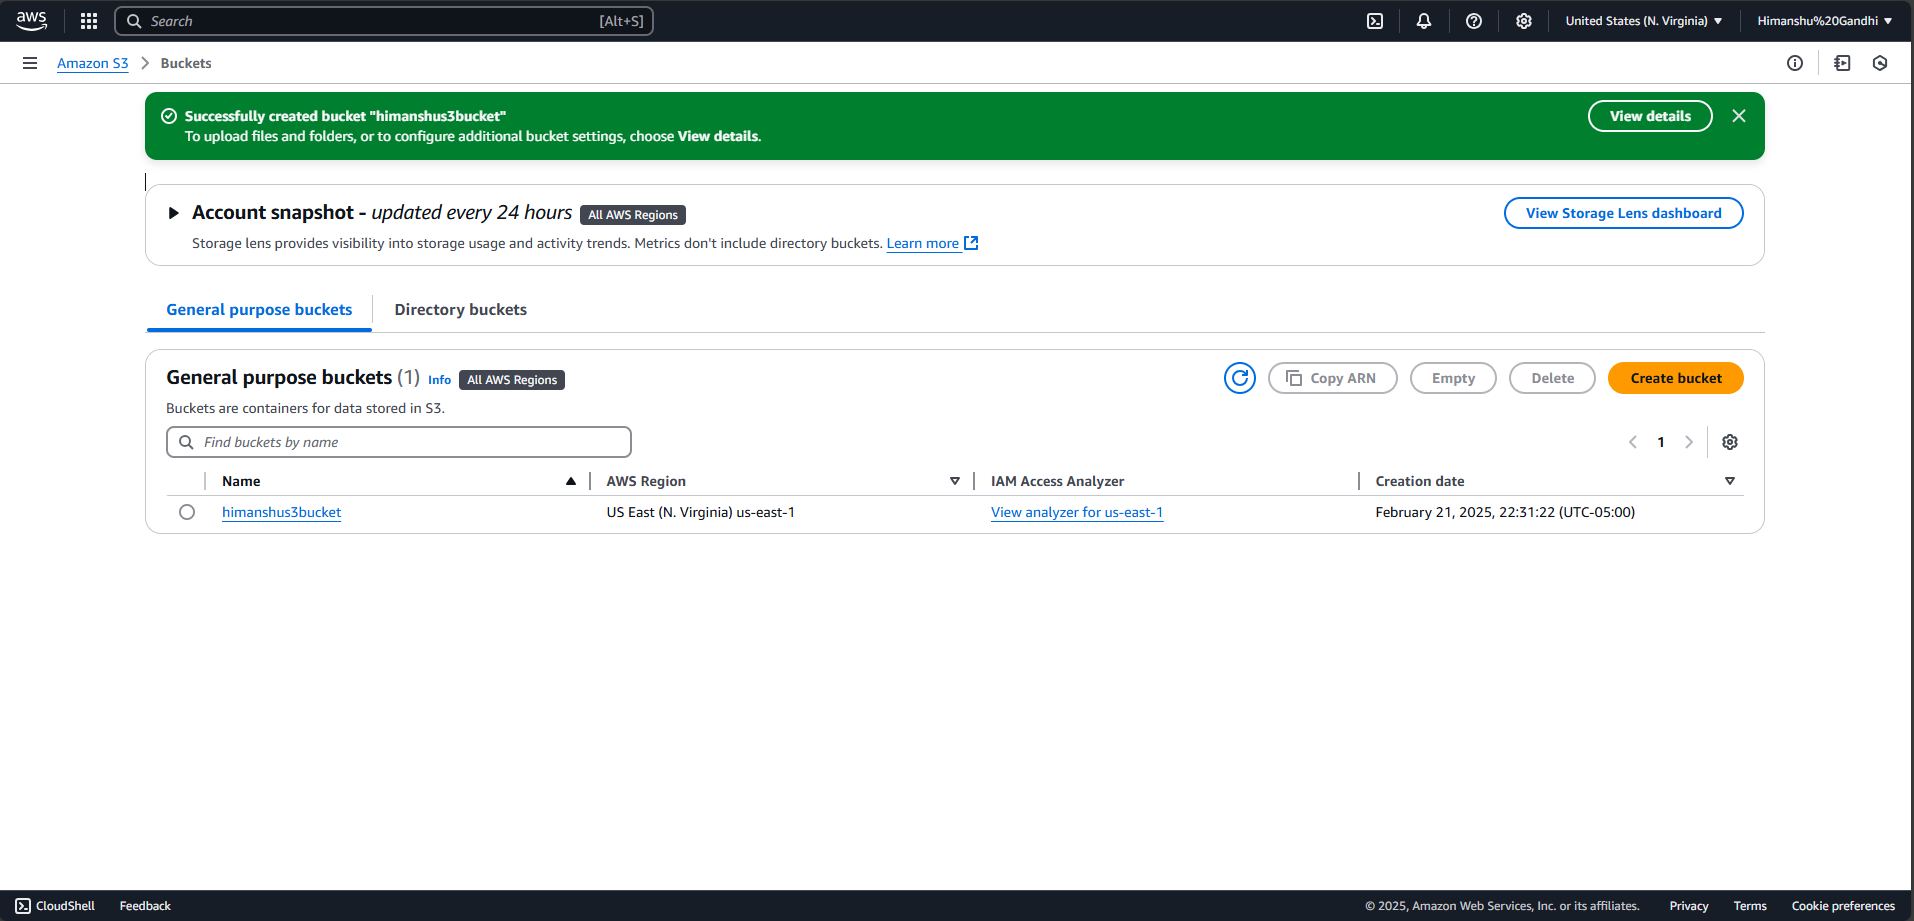 aws
Search [Alt+S]
United States (N. Virginia)
Himanshu%20Gandhi
Amazon S3
Buckets
Successfully created bucket "himanshus3bucket"
To upload files and folders, or to configure additional bucket settings, choose View details.
View details
Account snapshot - updated every 24 hours All AWS Regions
View Storage Lens dashboard
Storage lens provides visibility into storage usage and activity trends. Metrics don't include directory buckets. Learn more
General purpose buckets
Directory buckets
General purpose buckets (1) Info All AWS Regions
Copy ARN
Empty
Delete
Create bucket
Buckets are containers for data stored in S3.
Find buckets by name
1
Name
AWS Region
IAM Access Analyzer
Creation date
himanshus3bucket
US East (N. Virginia) us-east-1
View analyzer for us-east-1
February 21, 2025, 22:31:22 (UTC-05:00)
CloudShell
Feedback
© 2025, Amazon Web Services, Inc. or its affiliates.
Privacy
Terms
Cookie preferences